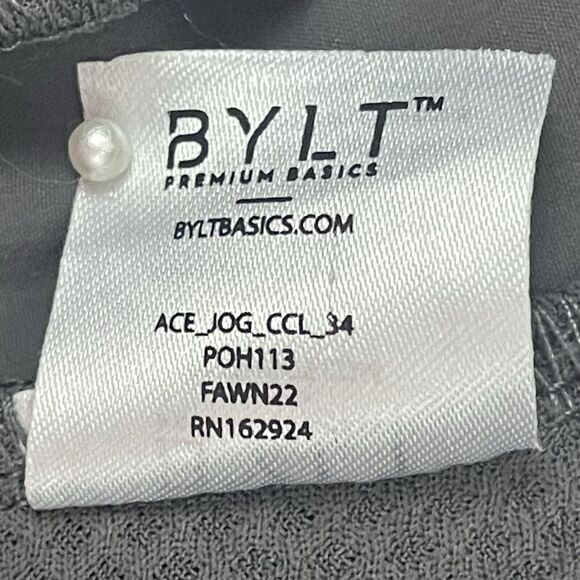 BYLT™
PREMIUM BASICS
BYLTBASICS.COM
ACE_JOG_CCL_34
POH113
FAWN22
RN162924